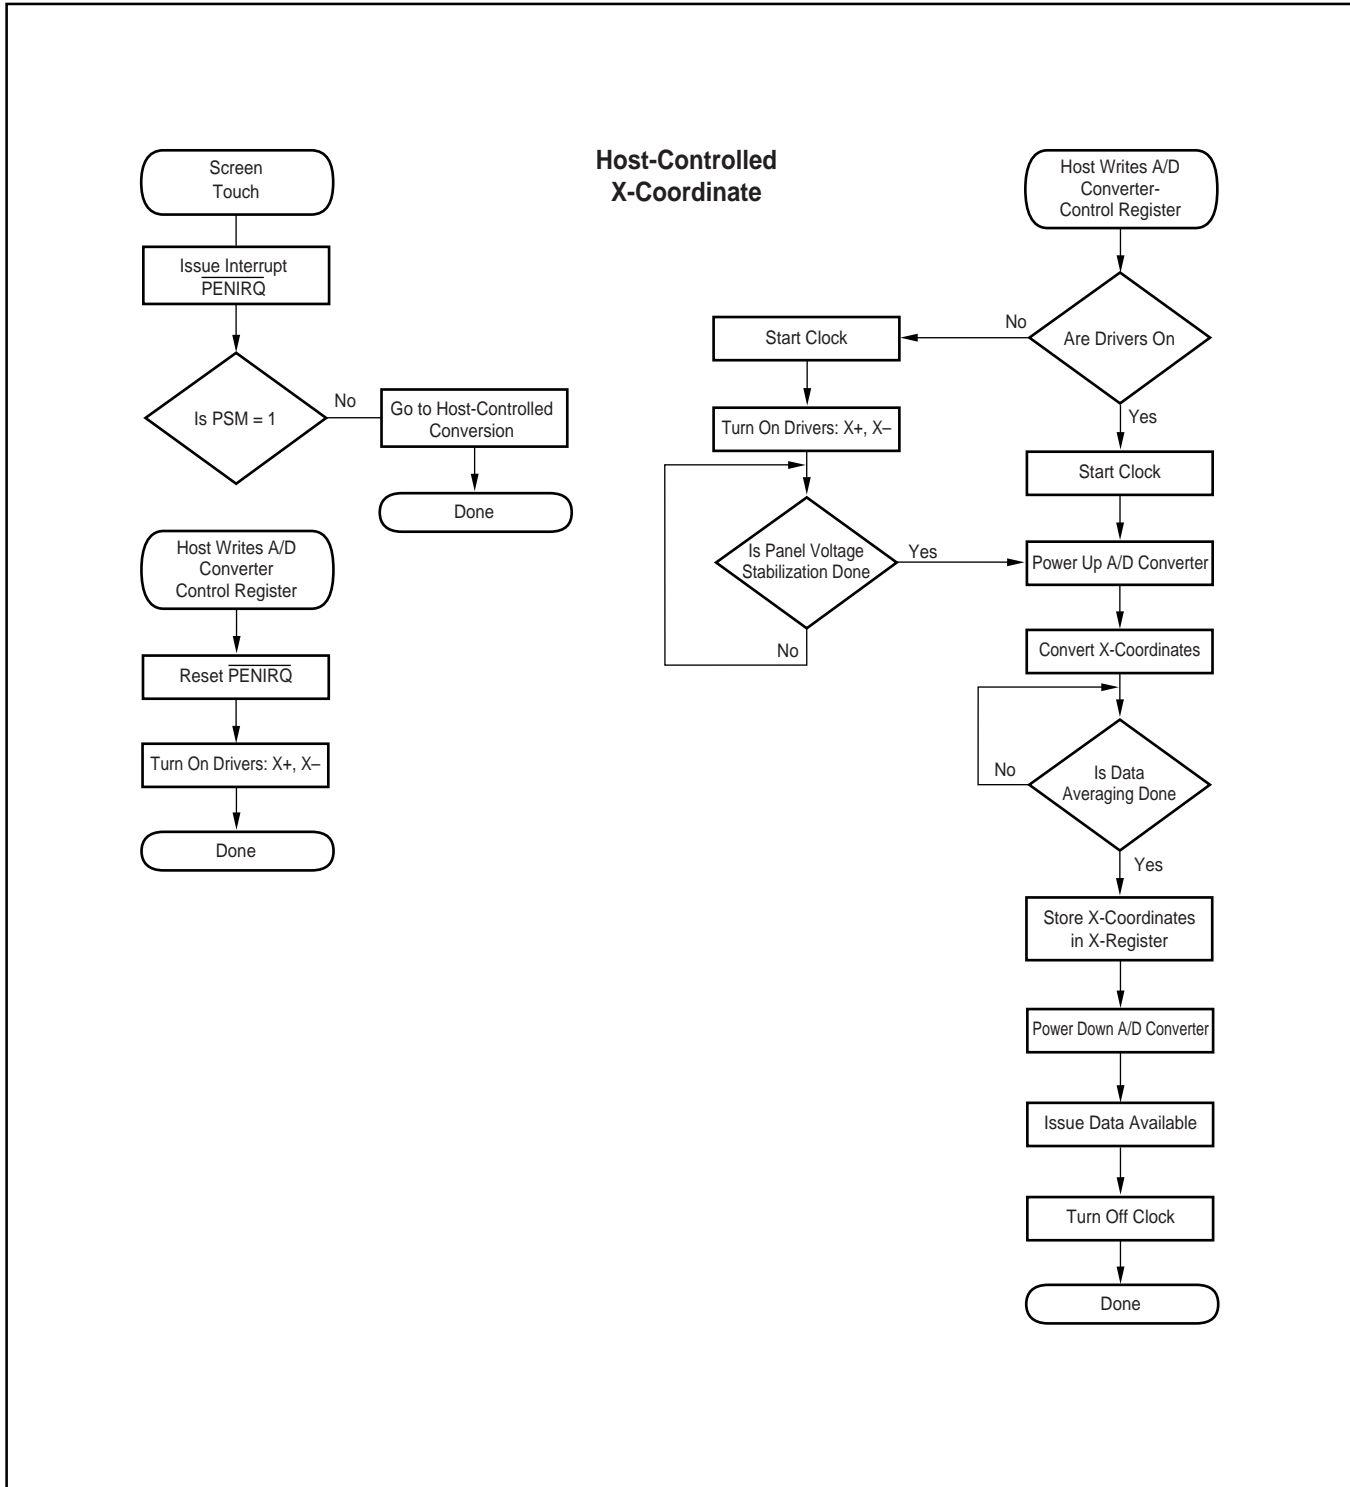 Host-Controlled
X-Coordinate
Screen
Touch
Issue Interrupt
PENIRQ
Is PSM = 1
No
Go to Host-Controlled
Conversion
Done
Host Writes A/D
Converter
Control Register
Reset PENIRQ
Turn On Drivers: X+, X–
Done
Host Writes A/D
Converter-
Control Register
Are Drivers On
No
Start Clock
Turn On Drivers: X+, X–
Is Panel Voltage
Stabilization Done
Yes
No
Yes
Start Clock
Power Up A/D Converter
Convert X-Coordinates
Is Data
Averaging Done
No
Yes
Store X-Coordinates
in X-Register
Power Down A/D Converter
Issue Data Available
Turn Off Clock
Done